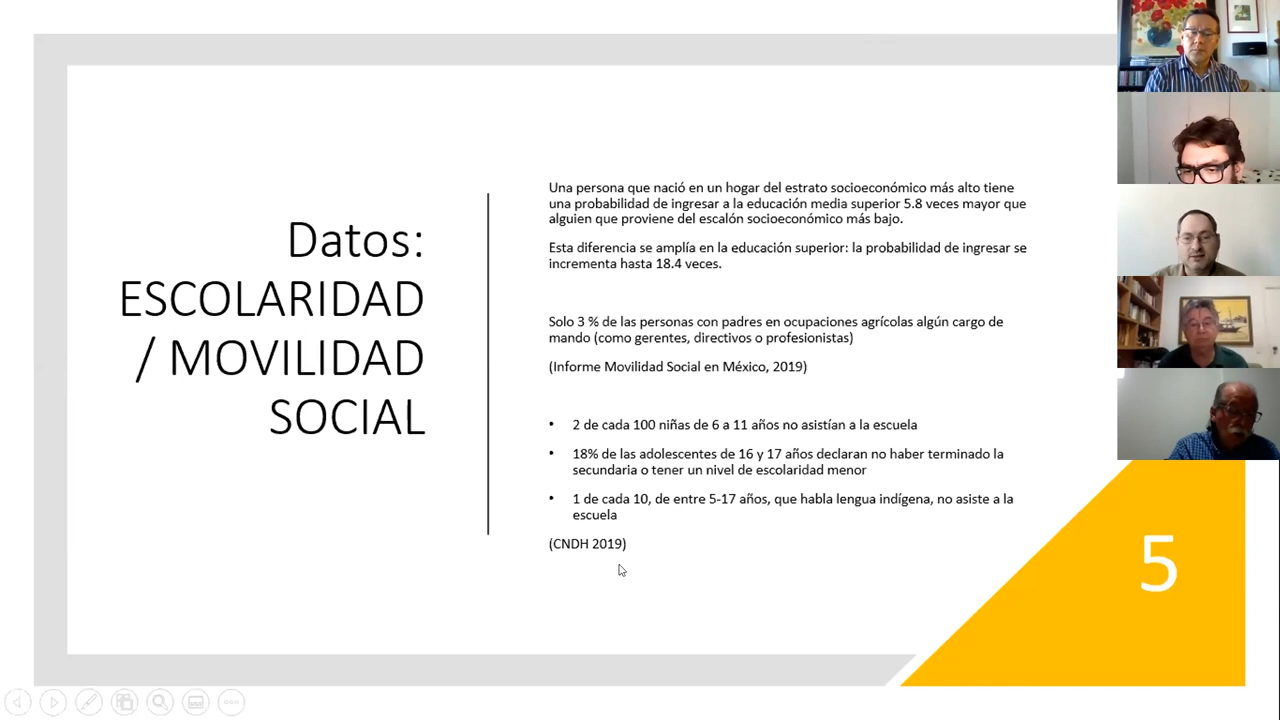 Datos:
ESCOLARIDAD
/ MOVILIDAD
SOCIAL
Una persona que nació en un hogar del estrato socioeconómico más alto tiene
una probabilidad de ingresar a la educación media superior 5.8 veces mayor que
alguien que proviene del escalón socioeconómico más bajo.
Esta diferencia se amplía en la educación superior: la probabilidad de ingresar se
incrementa hasta 18.4 veces.
Solo 3 % de las personas con padres en ocupaciones agrícolas algún cargo de
mando (como gerentes, directivos o profesionistas)
(Informe Movilidad Social en México, 2019)
• 2 de cada 100 niñas de 6 a 11 años no asistían a la escuela
• 18% de las adolescentes de 16 y 17 años declaran no haber terminado la
secundaria o tener un nivel de escolaridad menor
• 1 de cada 10, de entre 5-17 años, que habla lengua indígena, no asiste a la
escuela
(CNDH 2019)
5